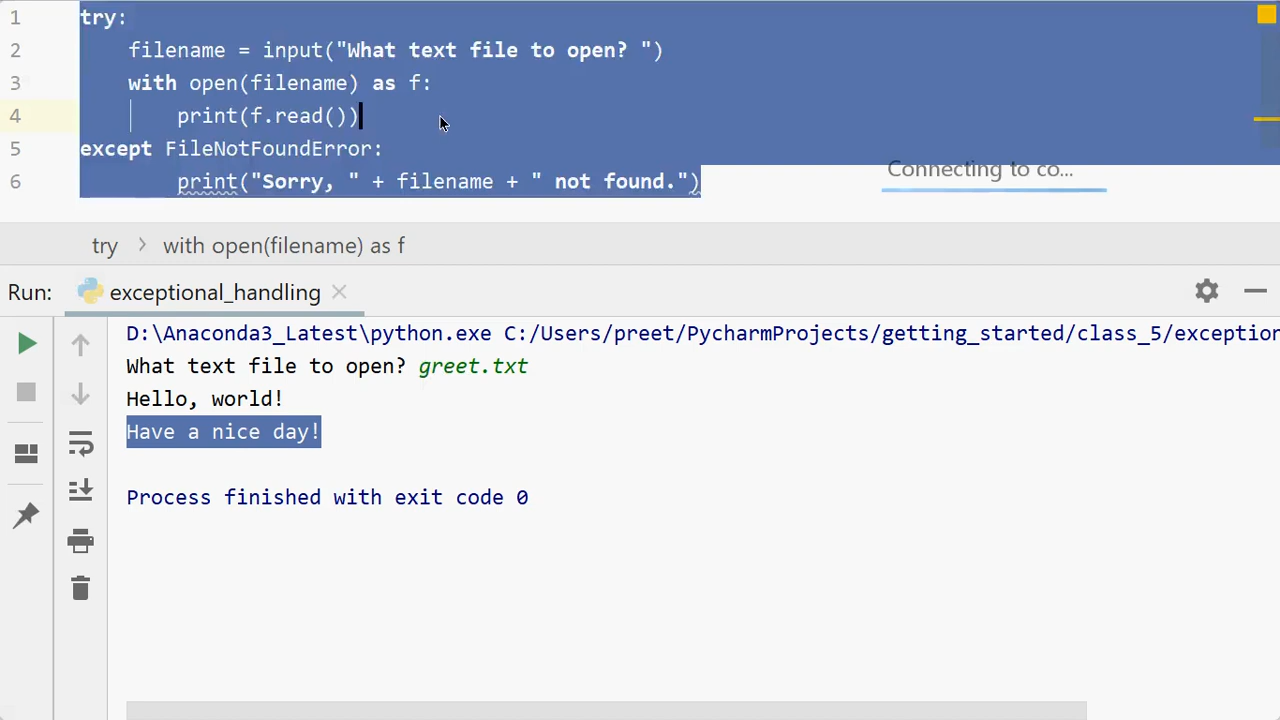 1 try:
2 filename = input("What text file to open? ")
3 with open(filename) as f:
4 print(f.read())
5 except FileNotFoundError:
6 print("Sorry, " + filename + " not found.")
Connecting to co...
try > with open(filename) as f
Run: exceptional_handling
D:\Anaconda3_Latest\python.exe C:/Users/preet/PycharmProjects/getting_started/class_5/exception
What text file to open? greet.txt
Hello, world!
Have a nice day!
Process finished with exit code 0